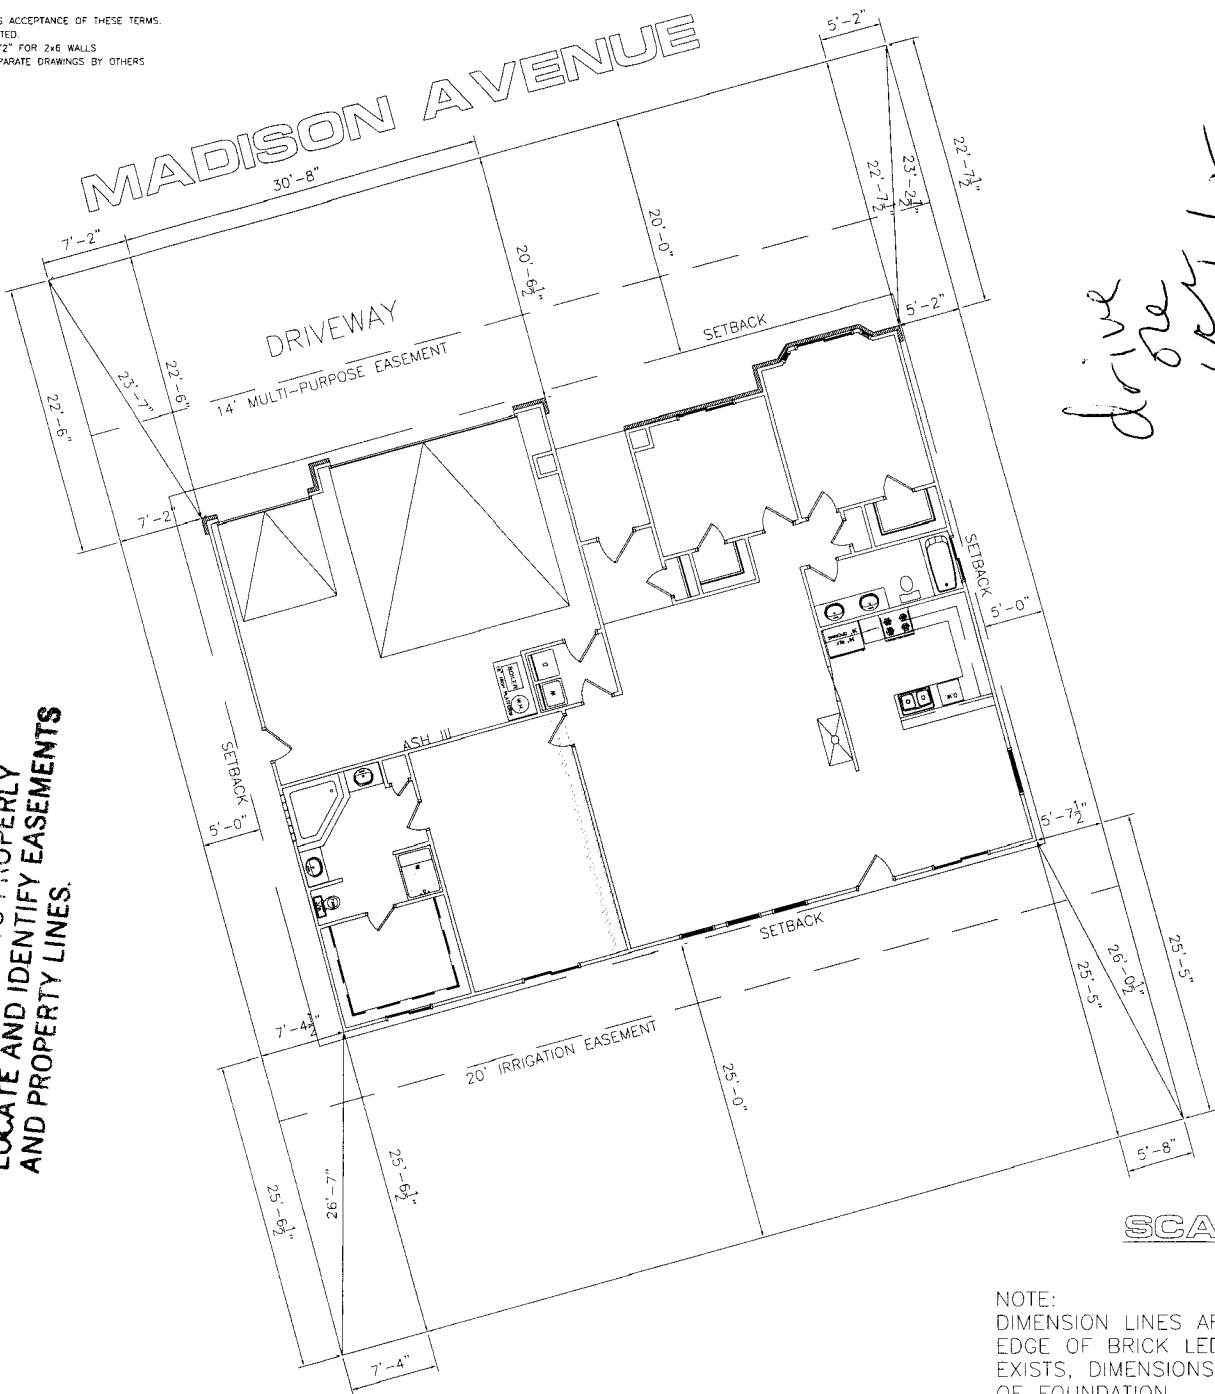 S ACCEPTANCE OF THESE TERMS.
TED.
/2" FOR 2x6 WALLS
PARATE DRAWINGS BY OTHERS
MADISON AVENUE
5'-2"
30'-8"
7'-2"
20'-6½"
20'-0"
22'-7½"
23'-2½"
22'-7½"
DRIVEWAY
14' MULTI-PURPOSE EASEMENT
SETBACK
5'-2"
22'-6"
23'-7"
22'-6"
7'-2"
drive
SETBACK
5'-0"
BOILER
W.H.
D
W
D.W.
ASH III
SETBACK
5'-0"
5'-7½"
SETBACK
LOCATE AND IDENTIFY EASEMENTS
AND PROPERTY LINES.
7'-4½"
20' IRRIGATION EASEMENT
25'-0"
25'-5"
26'-0½"
25'-5"
5'-8"
25'-6½"
26'-7"
25'-6½"
7'-4"
SCA
NOTE:
DIMENSION LINES AR
EDGE OF BRICK LED
EXISTS, DIMENSIONS
OF FOUNDATION